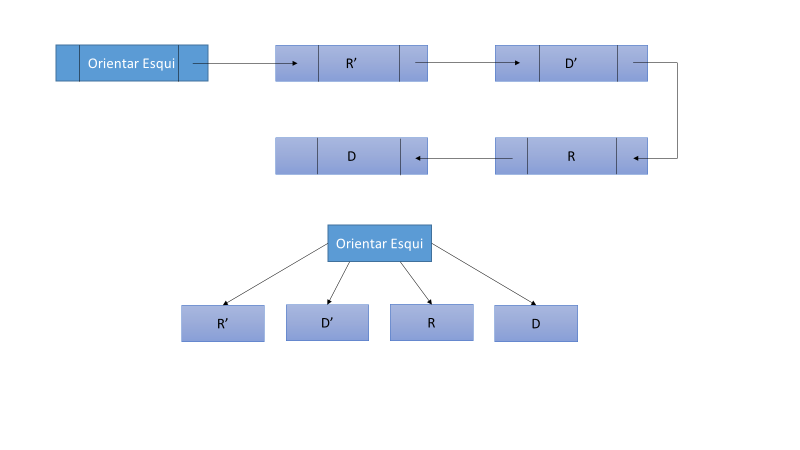 Orientar Esqui
R’
D’
D
R
Orientar Esqui
R’
D’
R
D